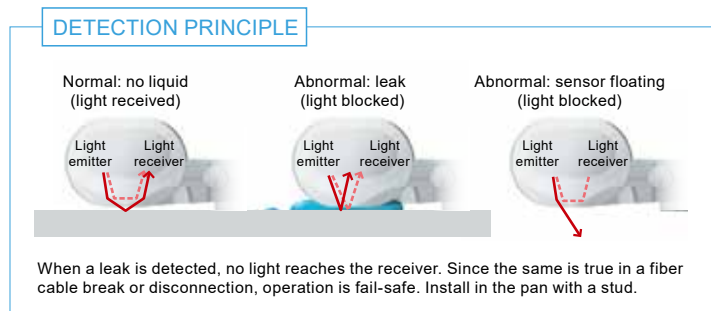 DETECTION PRINCIPLE
Normal: no liquid
(light received)
Abnormal: leak
(light blocked)
Abnormal: sensor floating
(light blocked)
Light
emitter
Light
receiver
Light
emitter
Light
receiver
Light
emitter
Light
receiver
When a leak is detected, no light reaches the receiver. Since the same is true in a fiber
cable break or disconnection, operation is fail-safe. Install in the pan with a stud.